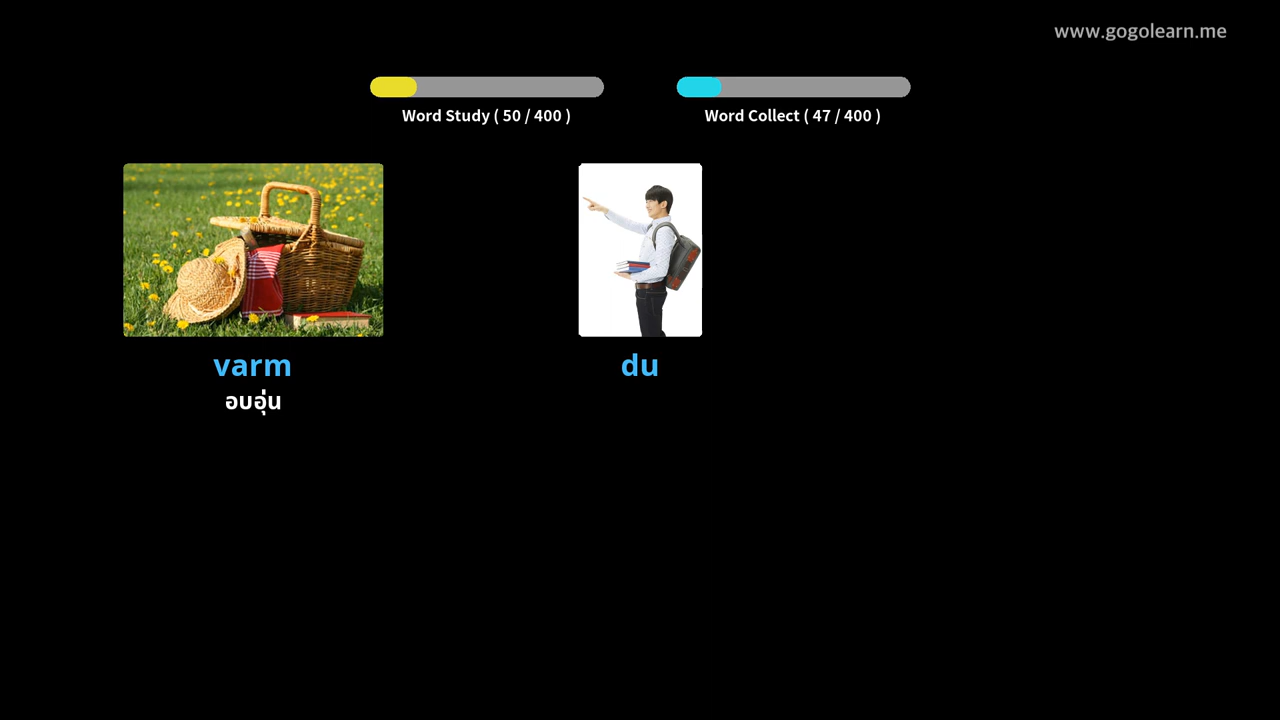 www.gogolearn.me
Word Study ( 50 / 400 )
Word Collect ( 47 / 400 )
varm
อบอุ่น
du